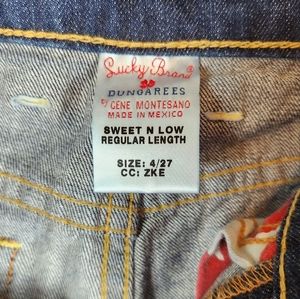 Lucky Brand®
DUNGAREES
by GENE MONTESANO
MADE IN MEXICO
SWEET N LOW
REGULAR LENGTH
SIZE: 4/27
CC: ZKE